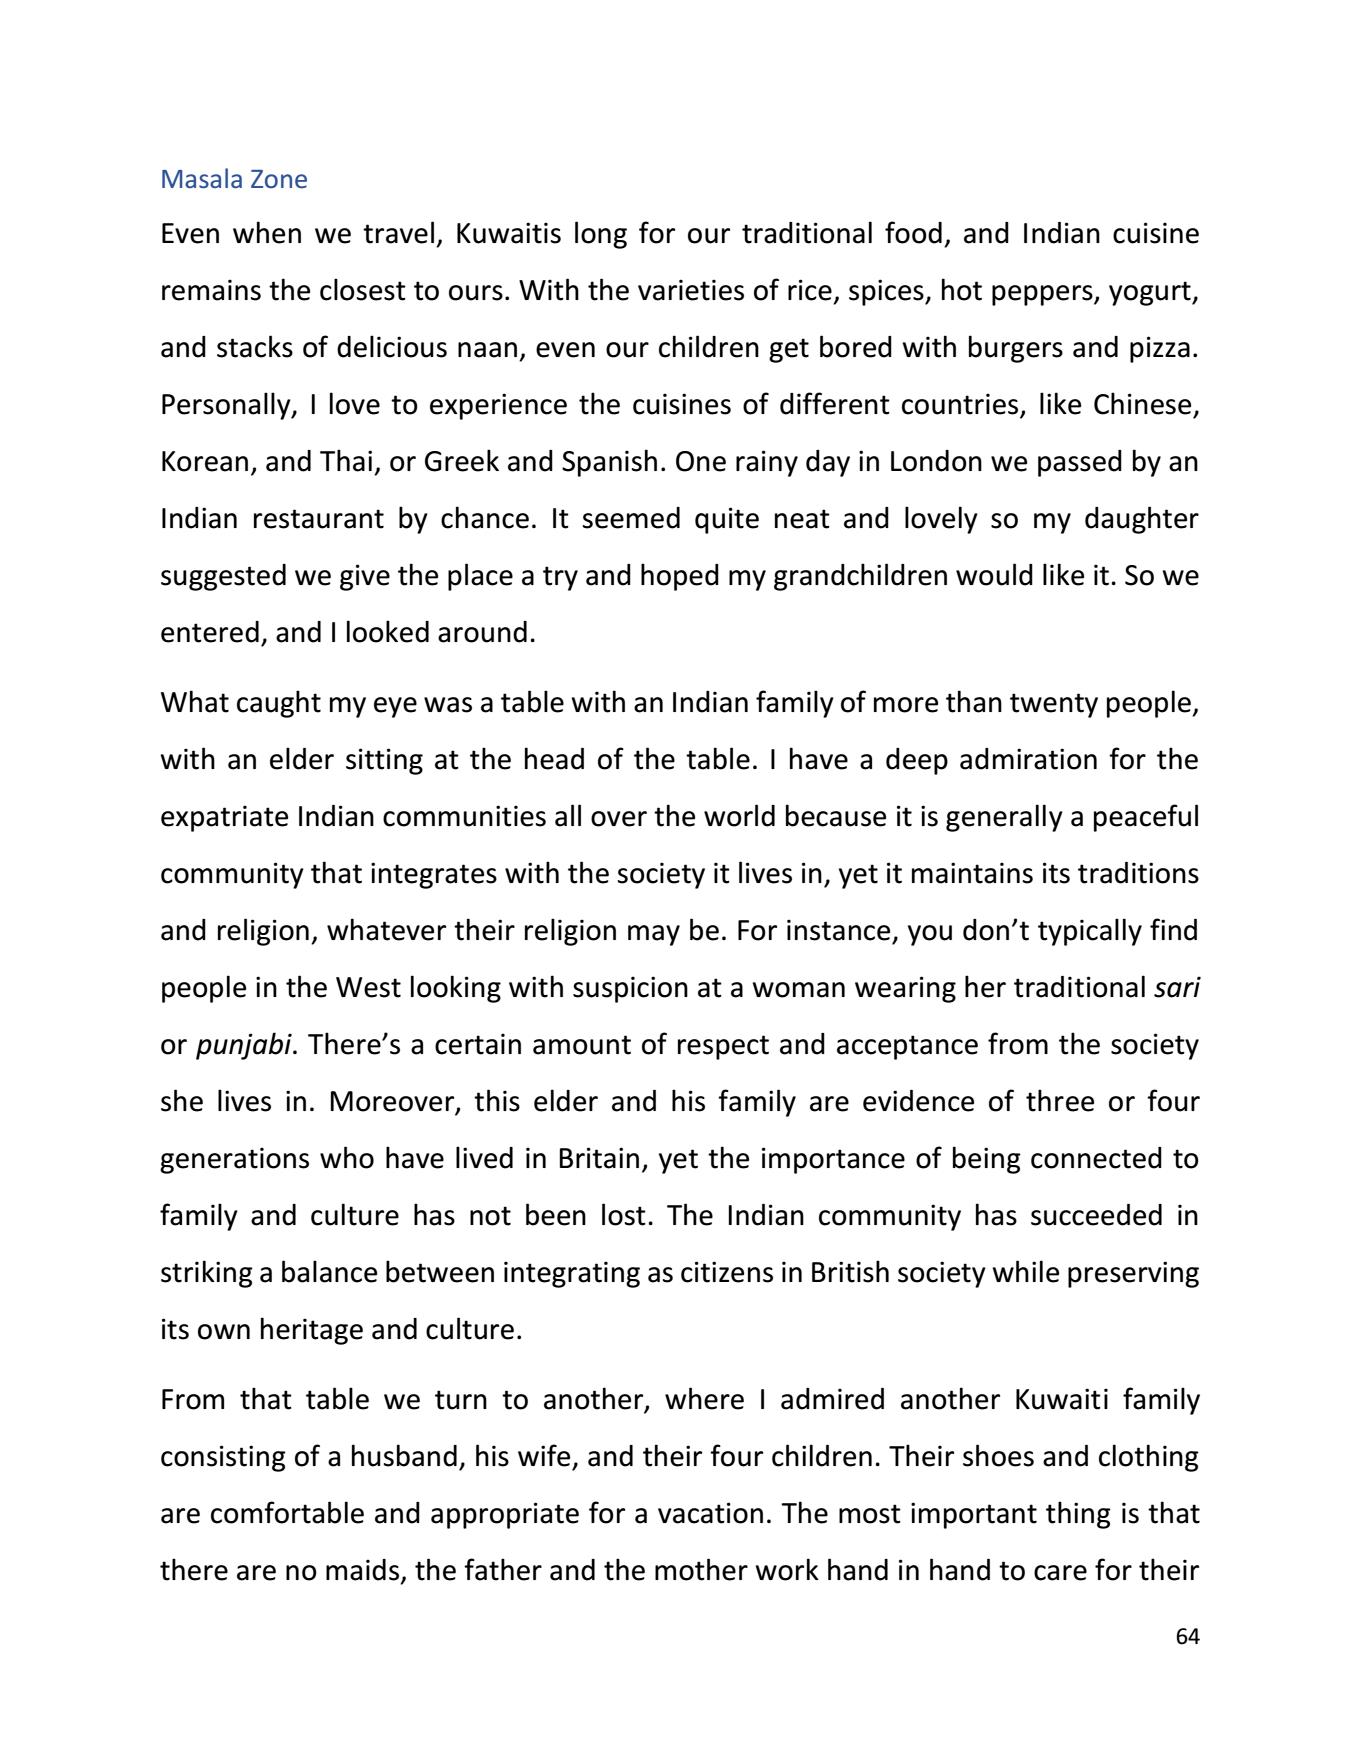 Masala Zone
Even when we travel, Kuwaitis long for our traditional food, and Indian cuisine
remains the closest to ours. With the varieties of rice, spices, hot peppers, yogurt,
and stacks of delicious naan, even our children get bored with burgers and pizza.
Personally, I love to experience the cuisines of different countries, like Chinese,
Korean, and Thai, or Greek and Spanish. One rainy day in London we passed by an
Indian restaurant by chance. It seemed quite neat and lovely so my daughter
suggested we give the place a try and hoped my grandchildren would like it. So we
entered, and I looked around.
What caught my eye was a table with an Indian family of more than twenty people,
with an elder sitting at the head of the table. I have a deep admiration for the
expatriate Indian communities all over the world because it is generally a peaceful
community that integrates with the society it lives in, yet it maintains its traditions
and religion, whatever their religion may be. For instance, you don’t typically find
people in the West looking with suspicion at a woman wearing her traditional sari
or punjabi. There’s a certain amount of respect and acceptance from the society
she lives in. Moreover, this elder and his family are evidence of three or four
generations who have lived in Britain, yet the importance of being connected to
family and culture has not been lost. The Indian community has succeeded in
striking a balance between integrating as citizens in British society while preserving
its own heritage and culture.
From that table we turn to another, where I admired another Kuwaiti family
consisting of a husband, his wife, and their four children. Their shoes and clothing
are comfortable and appropriate for a vacation. The most important thing is that
there are no maids, the father and the mother work hand in hand to care for their
64